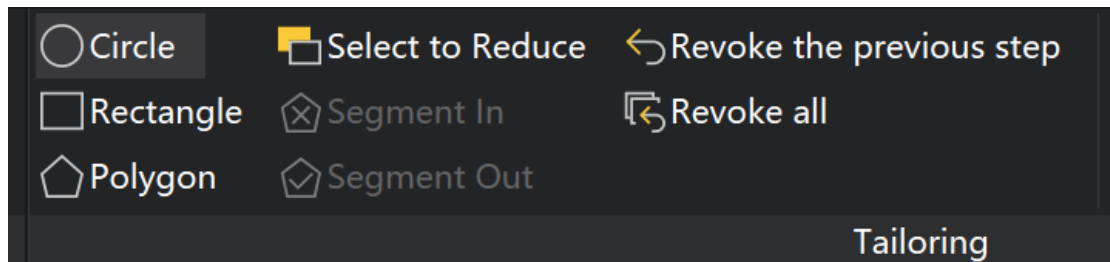 Circle
Select to Reduce
Revoke the previous step
Rectangle
Segment In
Revoke all
Polygon
Segment Out
Tailoring